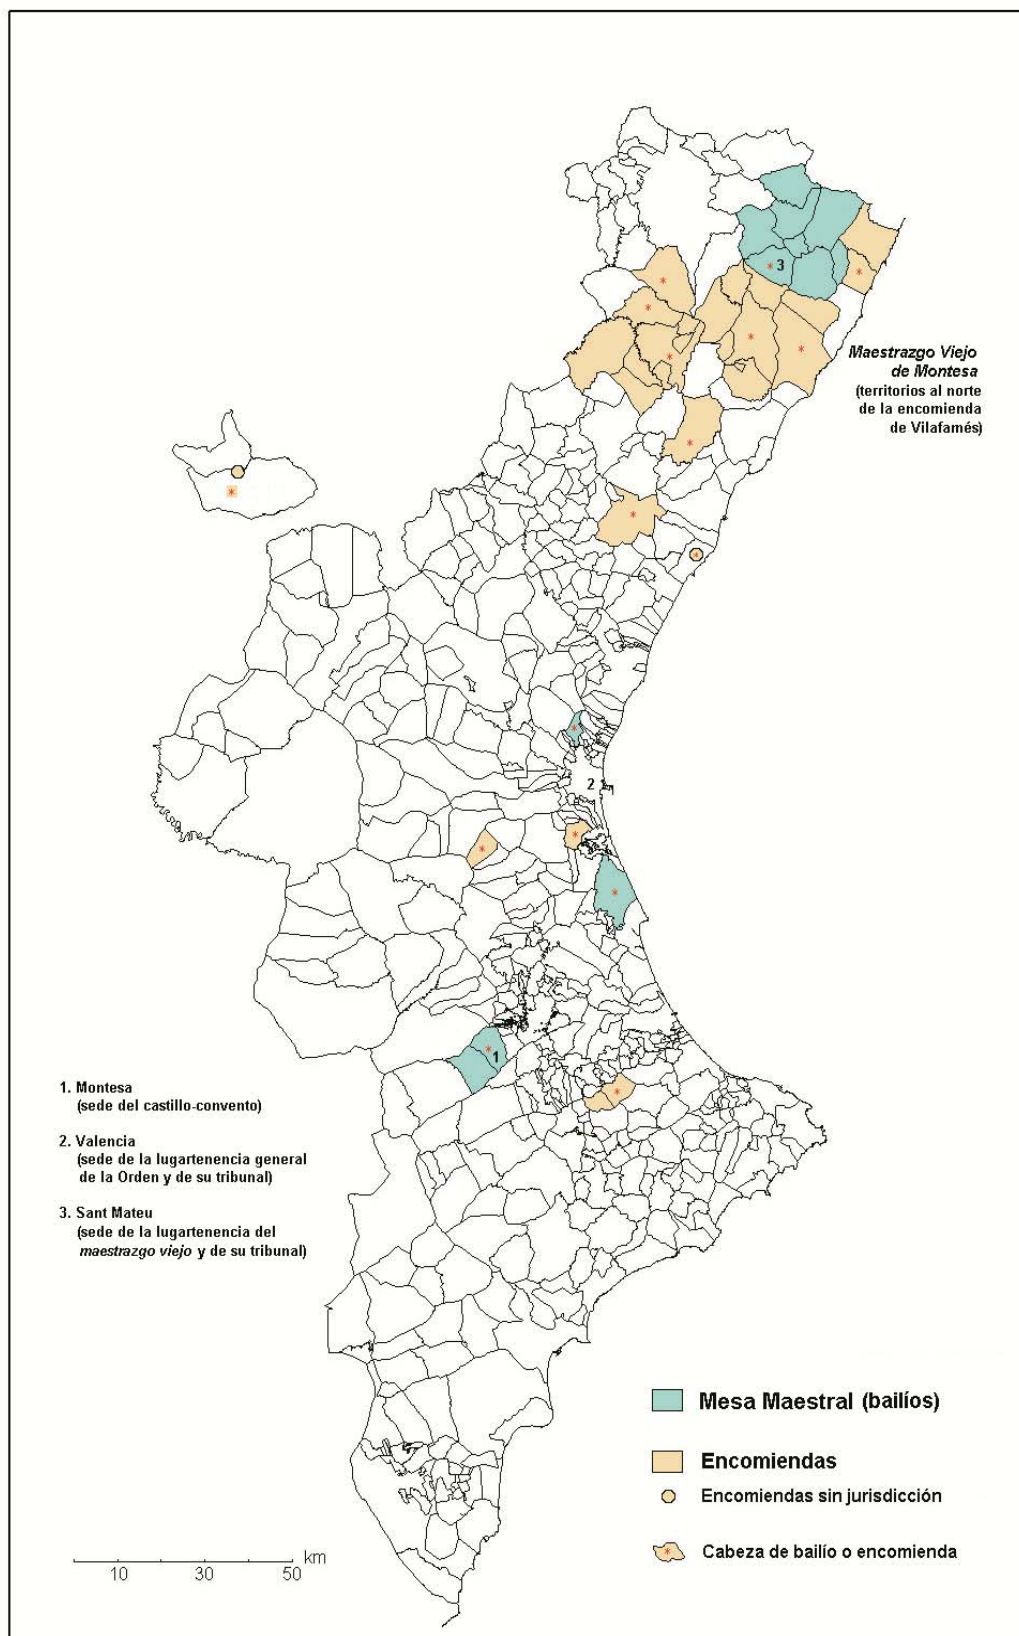 3
Maestrazgo Viejo
de Montesa
(territorios al norte
de la encomienda
de Vilafamés)
2
1
1. Montesa
(sede del castillo-convento)
2. Valencia
(sede de la lugartenencia general
de la Orden y de su tribunal)
3. Sant Mateu
(sede de la lugartenencia del
maestrazgo viejo y de su tribunal)
Mesa Maestral (bailíos)
Encomiendas
Encomiendas sin jurisdicción
Cabeza de bailío o encomienda
km
10 30 50